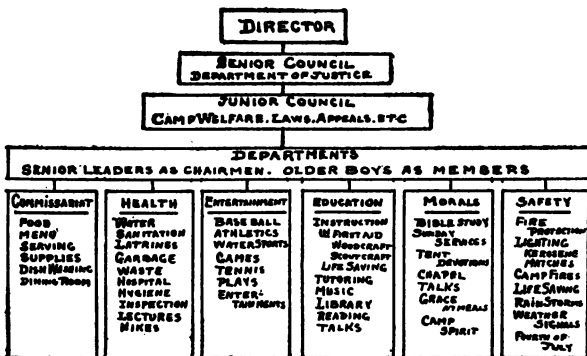 DIRECTOR
SENIOR COUNCIL
DEPARTMENT OF JUSTICE
JUNIOR COUNCIL
CAMP WELFARE. LAWS. APPEALS. ETC
DEPARTMENTS
SENIOR LEADERS AS CHAIRMEN. OLDER BOYS AS MEMBERS
COMMISSARIAT
FOOD
MENU
SERVING
SUPPLIES
DISH WASHING
DINING ROOM
HEALTH
WATER
SANITATION
LATRINES
GARBAGE
WASTE
HOSPITAL
HYGIENE
INSPECTION
LECTURES
HIKES
ENTERTAINMENT
BASEBALL
ATHLETICS
WATER SPORTS
GAMES
TENNIS
PLAYS
ENTER-
TAINMENTS
EDUCATION
INSTRUCTION
IN FIRST AID
WOODCRAFT
SCOUTCRAFT
LIFE SAVING
TUTORING
MUSIC
LIBRARY
READING
TALKS
MORALS
BIBLE STUDY
SUNDAY
SERVICES
TENT
DEVOTIONS
CHAPEL
TALKS
GRACE
AT MEALS
CAMP
SPIRIT
SAFETY
FIRE
PROTECTION
LIGHTING
KEROSENE
MATCHES
CAMP FIRES
LIFE SAVING
RAIN STORMS
WEATHER
SIGNALS
FOURTH OF
JULY